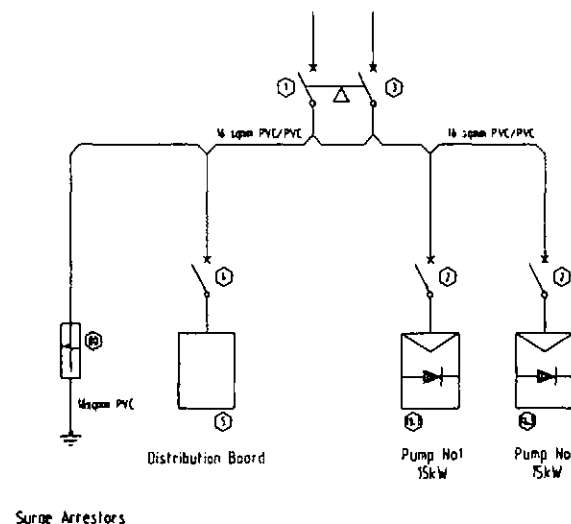 1
3
16 sqmm PVC/PVC
16 sqmm PVC/PVC
4
2
2
80
16sqmm PVC
5
Distribution Board
Pump No1
15kW
Pump No
15kW
Surge Arrestors